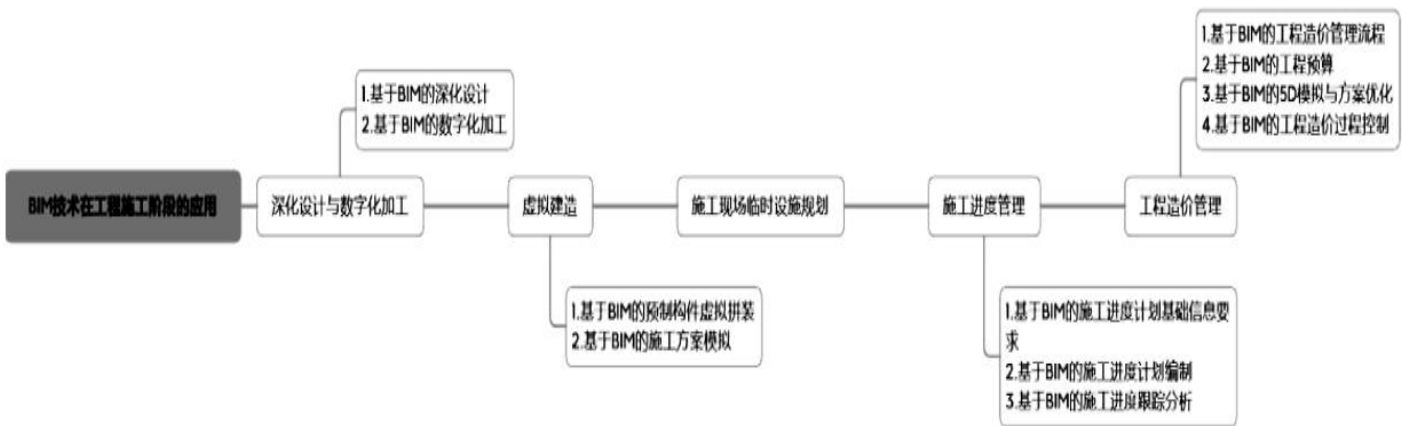 1.基于BIM的工程造价管理流程
2.基于BIM的工程预算
3.基于BIM的5D模拟与方案优化
4.基于BIM的工程造价过程控制
1.基于BIM的深化设计
2.基于BIM的数字化加工
BIM技术在工程施工阶段的应用
深化设计与数字化加工
虚拟建造
施工现场临时设施规划
施工进度管理
工程造价管理
1.基于BIM的预制构件虚拟拼装
2.基于BIM的施工方案模拟
1.基于BIM的施工进度计划基础信息要
求
2.基于BIM的施工进度计划编制
3.基于BIM的施工进度跟踪分析